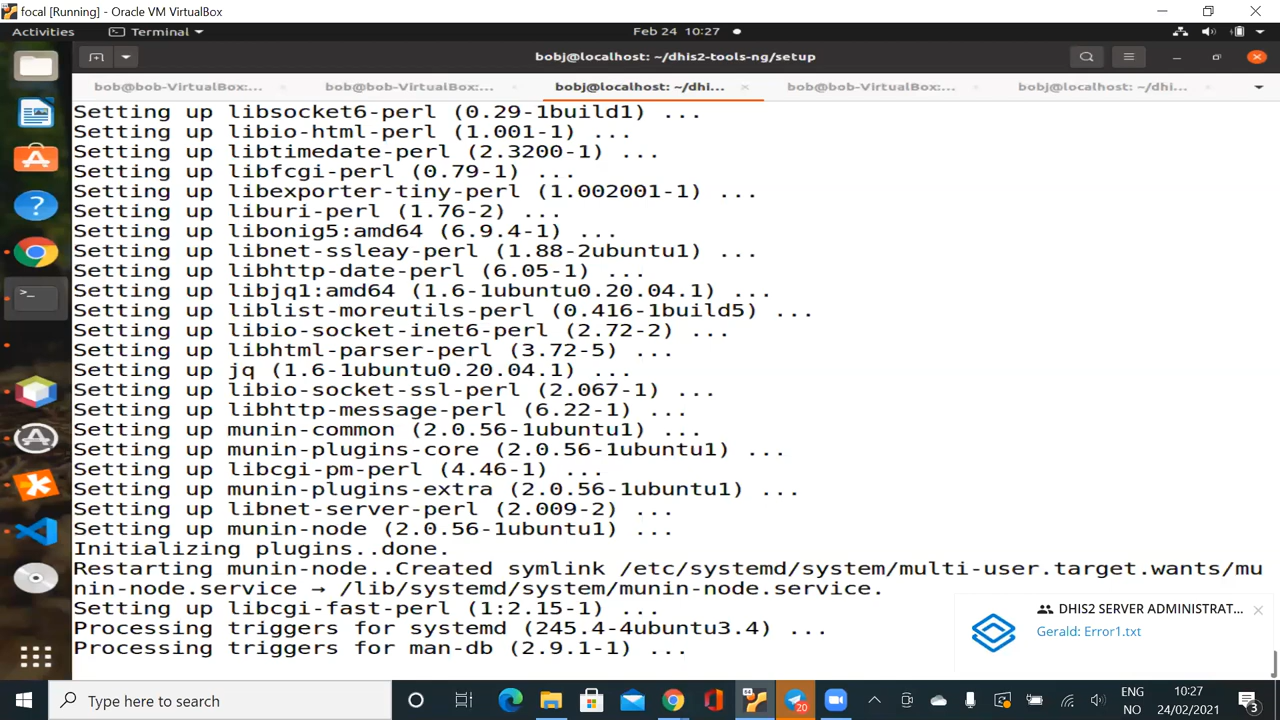 focal [Running] - Oracle VM VirtualBox
Activities
Terminal
Feb 24 10:27
bobj@localhost: ~/dhis2-tools-ng/setup
bob@bob-VirtualBox:...
bob@bob-VirtualBox:...
bobj@localhost: ~/dhi...
bob@bob-VirtualBox:...
bobj@localhost: ~/dhi...
Setting up libsocket6-perl (0.29-1build1) ...
Setting up libio-html-perl (1.001-1) ...
Setting up libtimedate-perl (2.3200-1) ...
Setting up libfcgi-perl (0.79-1) ...
Setting up libexporter-tiny-perl (1.002001-1) ...
Setting up liburi-perl (1.76-2) ...
Setting up libonig5:amd64 (6.9.4-1) ...
Setting up libnet-ssleay-perl (1.88-2ubuntu1) ...
Setting up libhttp-date-perl (6.05-1) ...
Setting up libjq1:amd64 (1.6-1ubuntu0.20.04.1) ...
Setting up liblist-moreutils-perl (0.416-1build5) ...
Setting up libio-socket-inet6-perl (2.72-2) ...
Setting up libhtml-parser-perl (3.72-5) ...
Setting up jq (1.6-1ubuntu0.20.04.1) ...
Setting up libio-socket-ssl-perl (2.067-1) ...
Setting up libhttp-message-perl (6.22-1) ...
Setting up munin-common (2.0.56-1ubuntu1) ...
Setting up munin-plugins-core (2.0.56-1ubuntu1) ...
Setting up libcgi-pm-perl (4.46-1) ...
Setting up munin-plugins-extra (2.0.56-1ubuntu1) ...
Setting up libnet-server-perl (2.009-2) ...
Setting up munin-node (2.0.56-1ubuntu1) ...
Initializing plugins..done.
Restarting munin-node..Created symlink /etc/systemd/system/multi-user.target.wants/mu
nin-node.service → /lib/systemd/system/munin-node.service.
Setting up libcgi-fast-perl (1:2.15-1) ...
Processing triggers for systemd (245.4-4ubuntu3.4) ...
Processing triggers for man-db (2.9.1-1) ...
DHIS2 SERVER ADMINISTRAT...
Gerald: Error1.txt
Type here to search
20
ENG
NO
10:27
24/02/2021
3